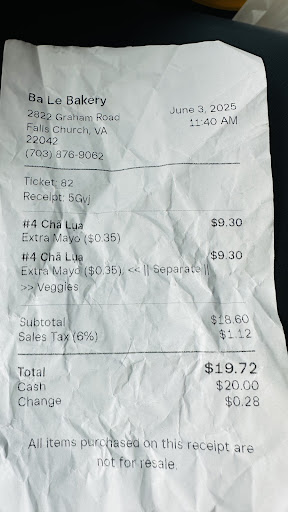 Ba Le Bakery
2822 Graham Road
Falls Church, VA
22042
(703) 876-9062
June 3, 2025
11:40 AM
Ticket: 82
Receipt: 5Gvj
#4 Chả Lụa $9.30
Extra Mayo ($0.35)
#4 Chả Lụa $9.30
Extra Mayo ($0.35), << || Separate ||
>> Veggies
Subtotal $18.60
Sales Tax (6%) $1.12
Total $19.72
Cash $20.00
Change $0.28
All items purchased on this receipt are
not for resale.